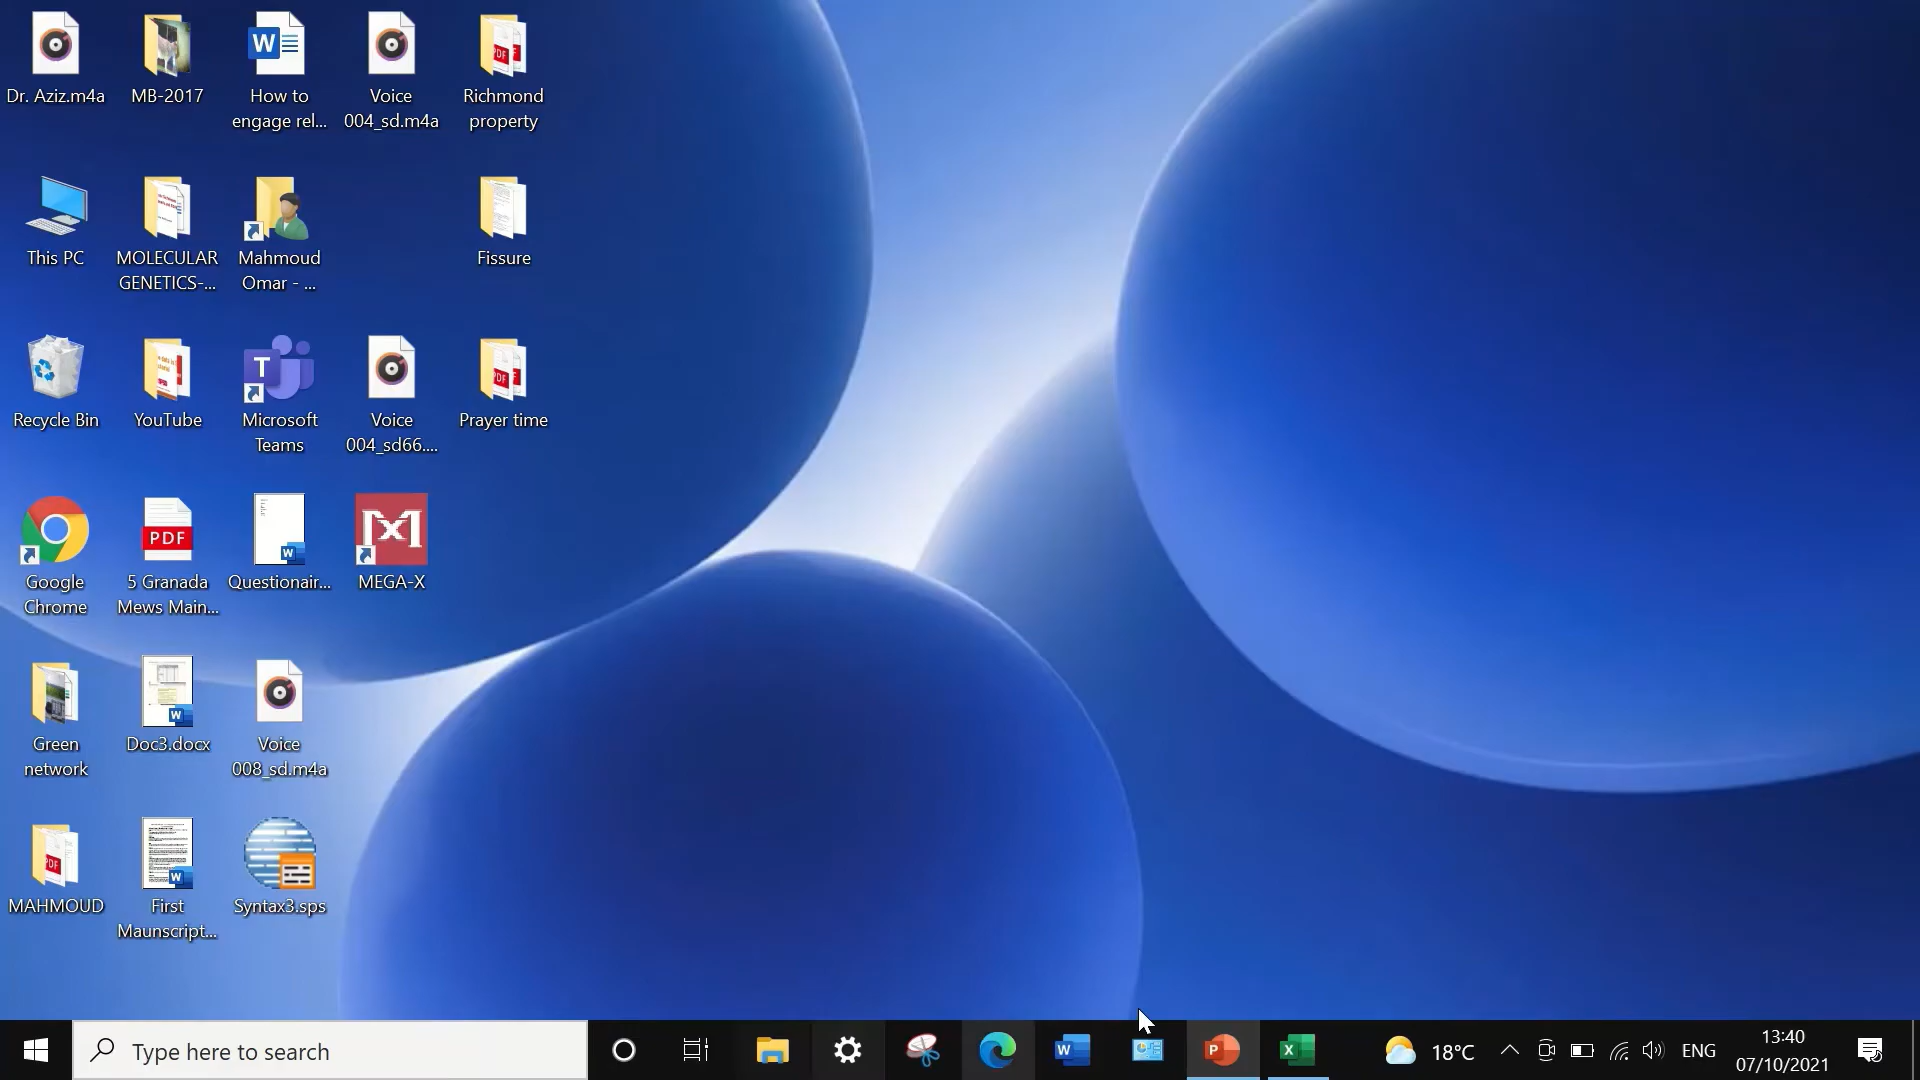 Dr. Aziz.m4a
MB-2017
How to
engage rel...
Voice
004_sd.m4a
Richmond
property
This PC
MOLECULAR
GENETICS-...
Mahmoud
Omar - ...
Fissure
Recycle Bin
YouTube
Microsoft
Teams
Voice
004_sd66....
Prayer time
Google
Chrome
PDF
5 Granada
Mews Main...
Questionair...
MEGA-X
Green
network
Doc3.docx
Voice
008_sd.m4a
MAHMOUD
First
Maunscript...
Syntax3.sps
Type here to search
18°C
ENG
13:40
07/10/2021